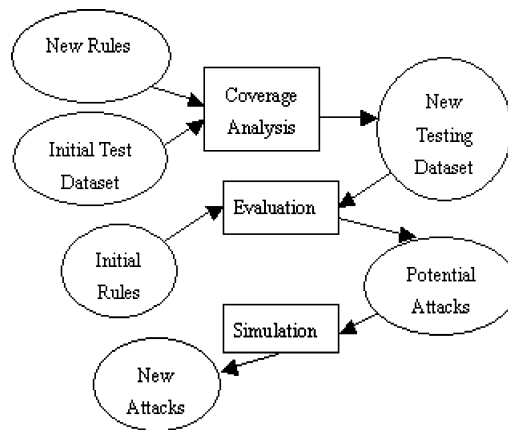 New Rules
Coverage
Analysis
New
Testing
Dataset
Initial Test
Dataset
Evaluation
Initial
Rules
Potential
Attacks
Simulation
New
Attacks